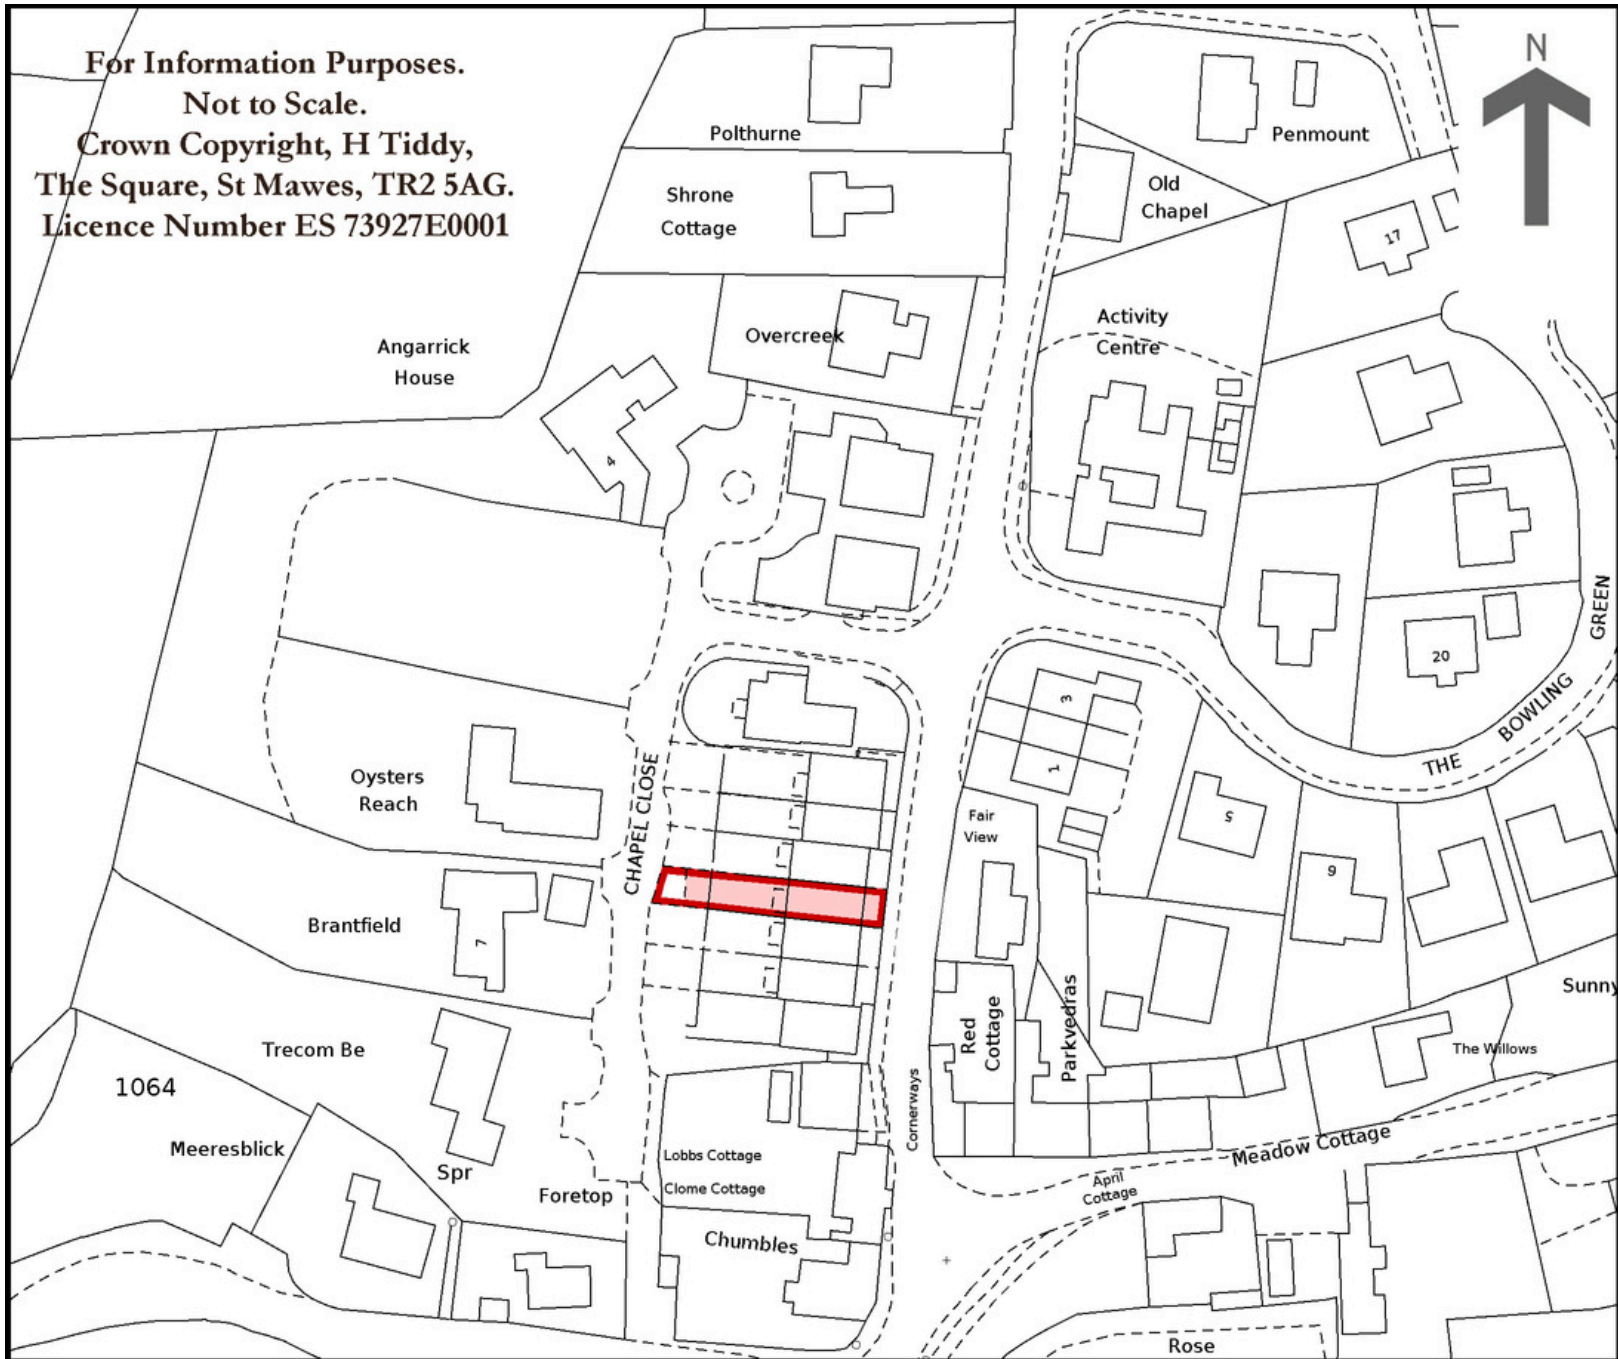 For Information Purposes.
Not to Scale.
Crown Copyright, H Tiddy,
The Square, St Mawes, TR2 5AG.
Licence Number ES 73927E0001
N
Polthurne
Penmount
Shrone
Cottage
Old
Chapel
17
Activity
Centre
Overcreek
Angarrick
House
4
GREEN
20
BOWLING
THE
3
1
Oysters
Reach
CHAPEL CLOSE
Fair
View
5
9
Brantfield
7
Red
Cottage
Parkvedras
Sunny
The Willows
Trecom Be
1064
Cornerways
Meeresblick
Spr
Foretop
Lobbs Cottage
Clome Cottage
Meadow Cottage
April
Cottage
Chumbles
Rose